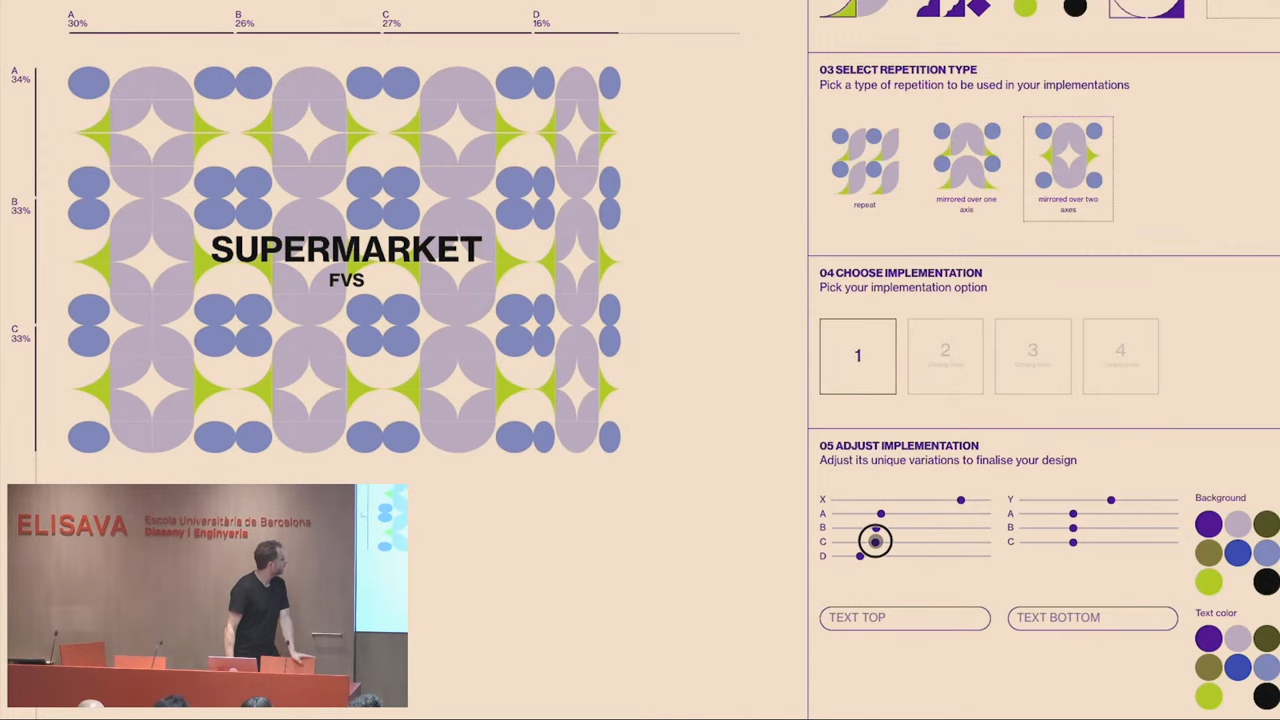 A
30%
B
26%
C
27%
D
16%
A
34%
B
33%
C
33%
SUPERMARKET
FVS
03 SELECT REPETITION TYPE
Pick a type of repetition to be used in your implementations
repeat
mirrored over one
axis
mirrored over two
axes
04 CHOOSE IMPLEMENTATION
Pick your implementation option
1
2
3
4
05 ADJUST IMPLEMENTATION
Adjust its unique variations to finalise your design
X
A
B
C
D
Y
A
B
C
Background
Text color
TEXT TOP
TEXT BOTTOM
ELISAVA
Escola Universitària de Barcelona
Disseny i Enginyeria